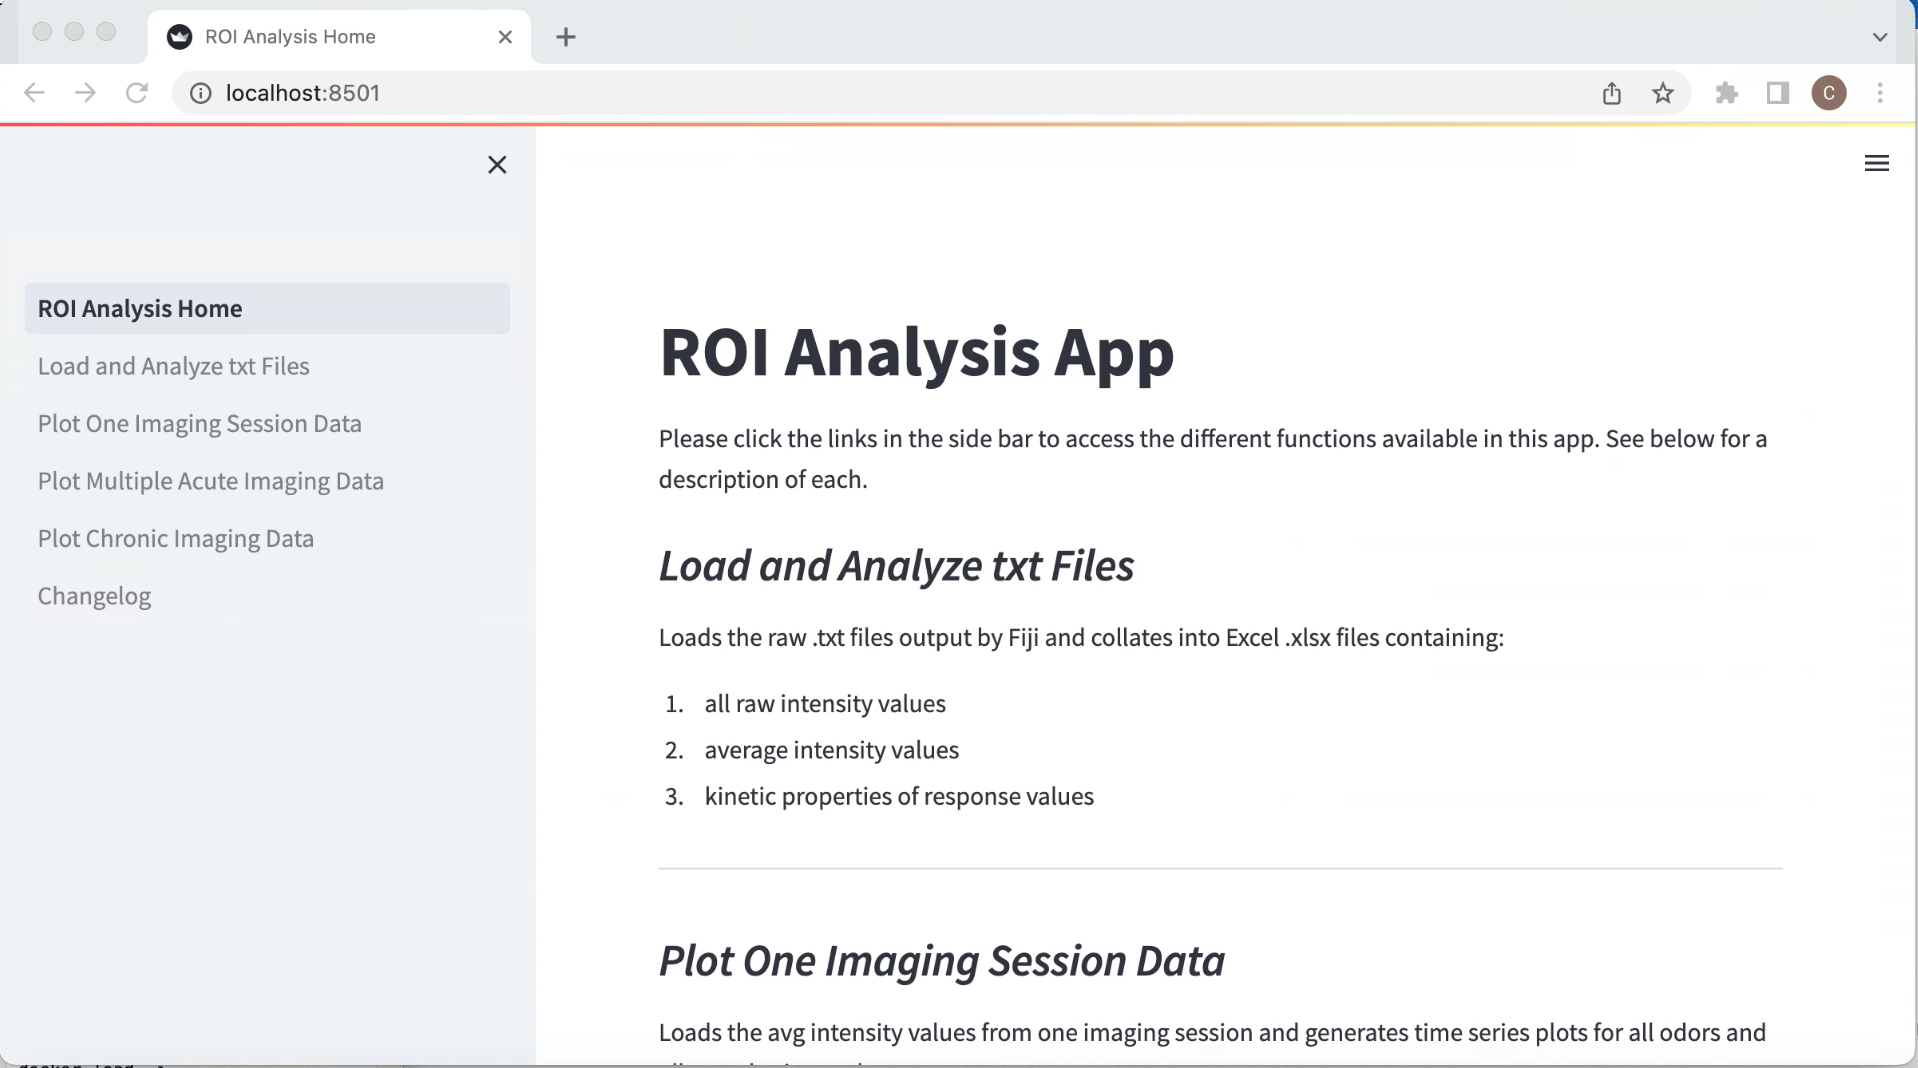 ROI Analysis Home
localhost:8501
C
ROI Analysis Home
Load and Analyze txt Files
Plot One Imaging Session Data
Plot Multiple Acute Imaging Data
Plot Chronic Imaging Data
Changelog
ROI Analysis App
Please click the links in the side bar to access the different functions available in this app. See below for a
description of each.
Load and Analyze txt Files
Loads the raw .txt files output by Fiji and collates into Excel .xlsx files containing:
1. all raw intensity values
2. average intensity values
3. kinetic properties of response values
Plot One Imaging Session Data
Loads the avg intensity values from one imaging session and generates time series plots for all odors and